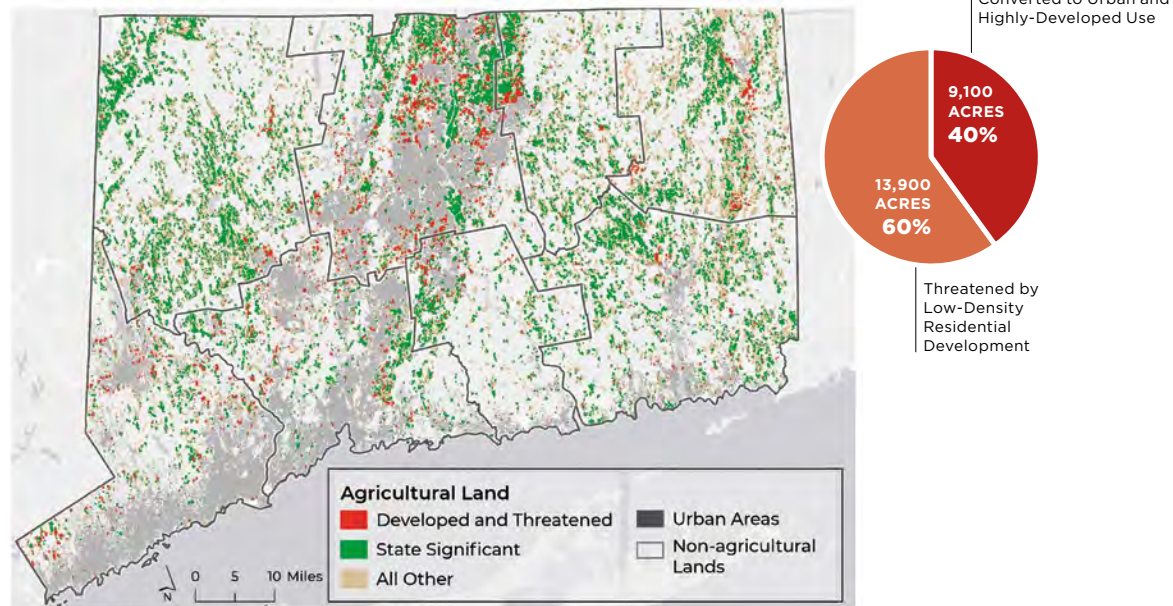 Converted to Urban and
Highly-Developed Use
9,100
ACRES
40%
13,900
ACRES
60%
Threatened by
Low-Density
Residential
Development
Agricultural Land
Developed and Threatened
State Significant
All Other
Urban Areas
Non-agricultural
Lands
N
0 5 10 Miles